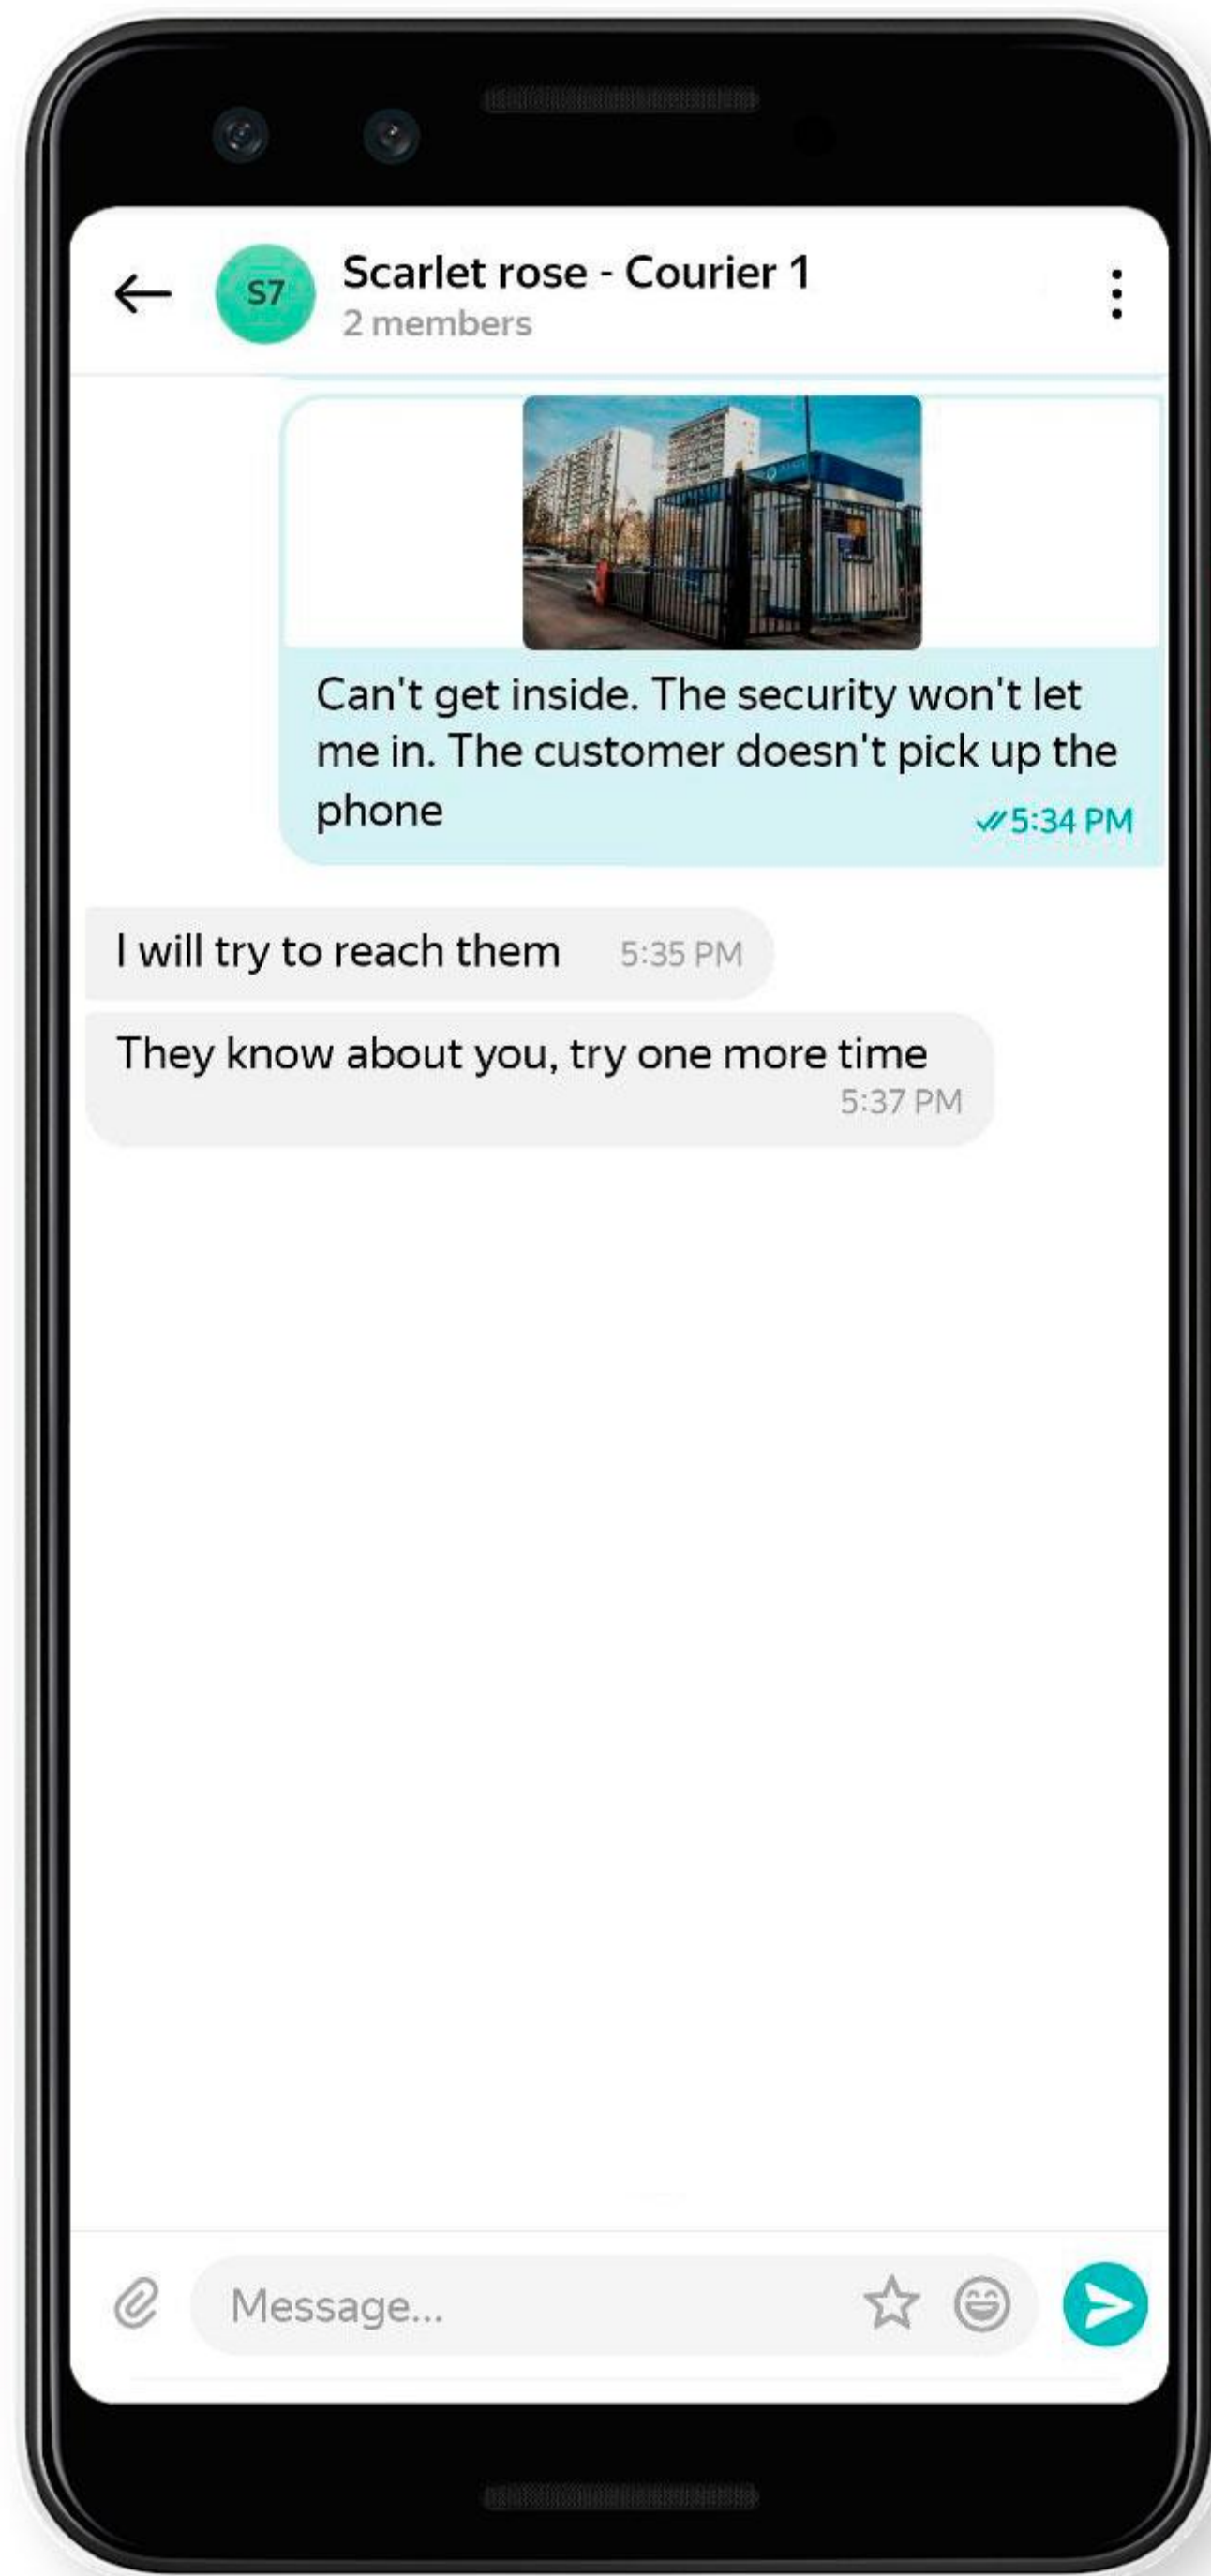 S7
Scarlet rose - Courier 1
2 members
Can't get inside. The security won't let
me in. The customer doesn't pick up the
phone
5:34 PM
I will try to reach them 5:35 PM
They know about you, try one more time
5:37 PM
Message...